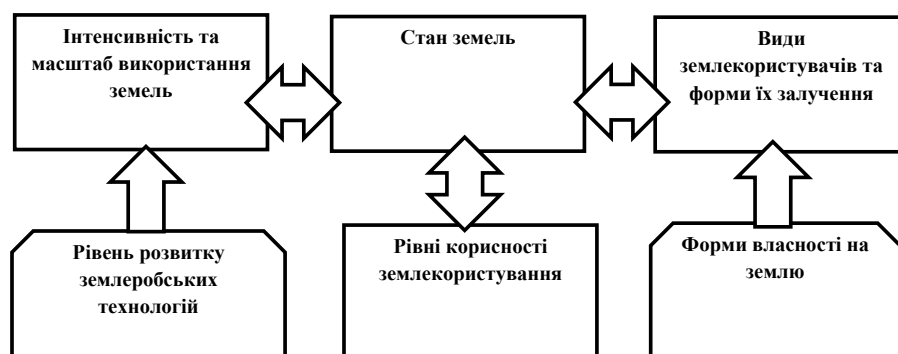 Інтенсивність та
масштаб використання
земель
Стан земель
Види
землекористувачів та
форми їх залучення
Рівень розвитку
землеробських
технологій
Рівні корисності
землекористування
Форми власності на
землю